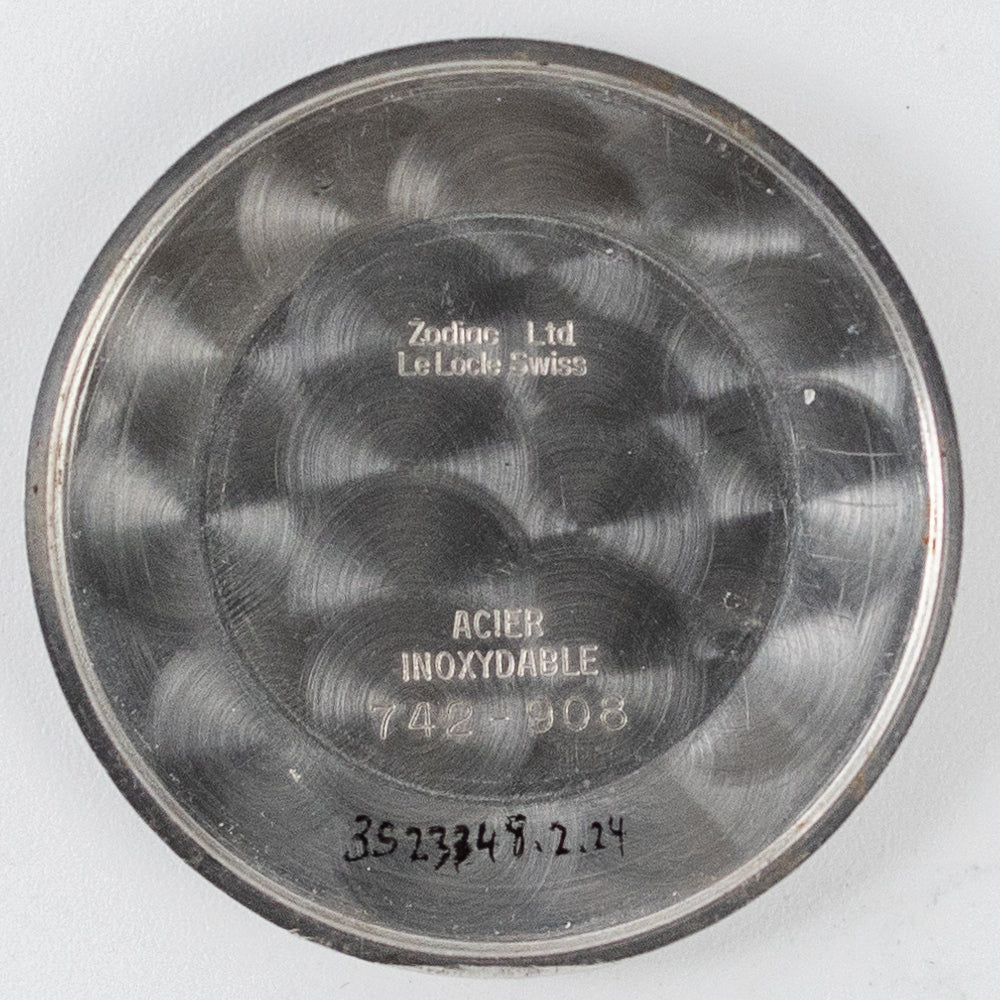 Zodiac Ltd
Le Locle Swiss
ACIER
INOXYDABLE
742-908